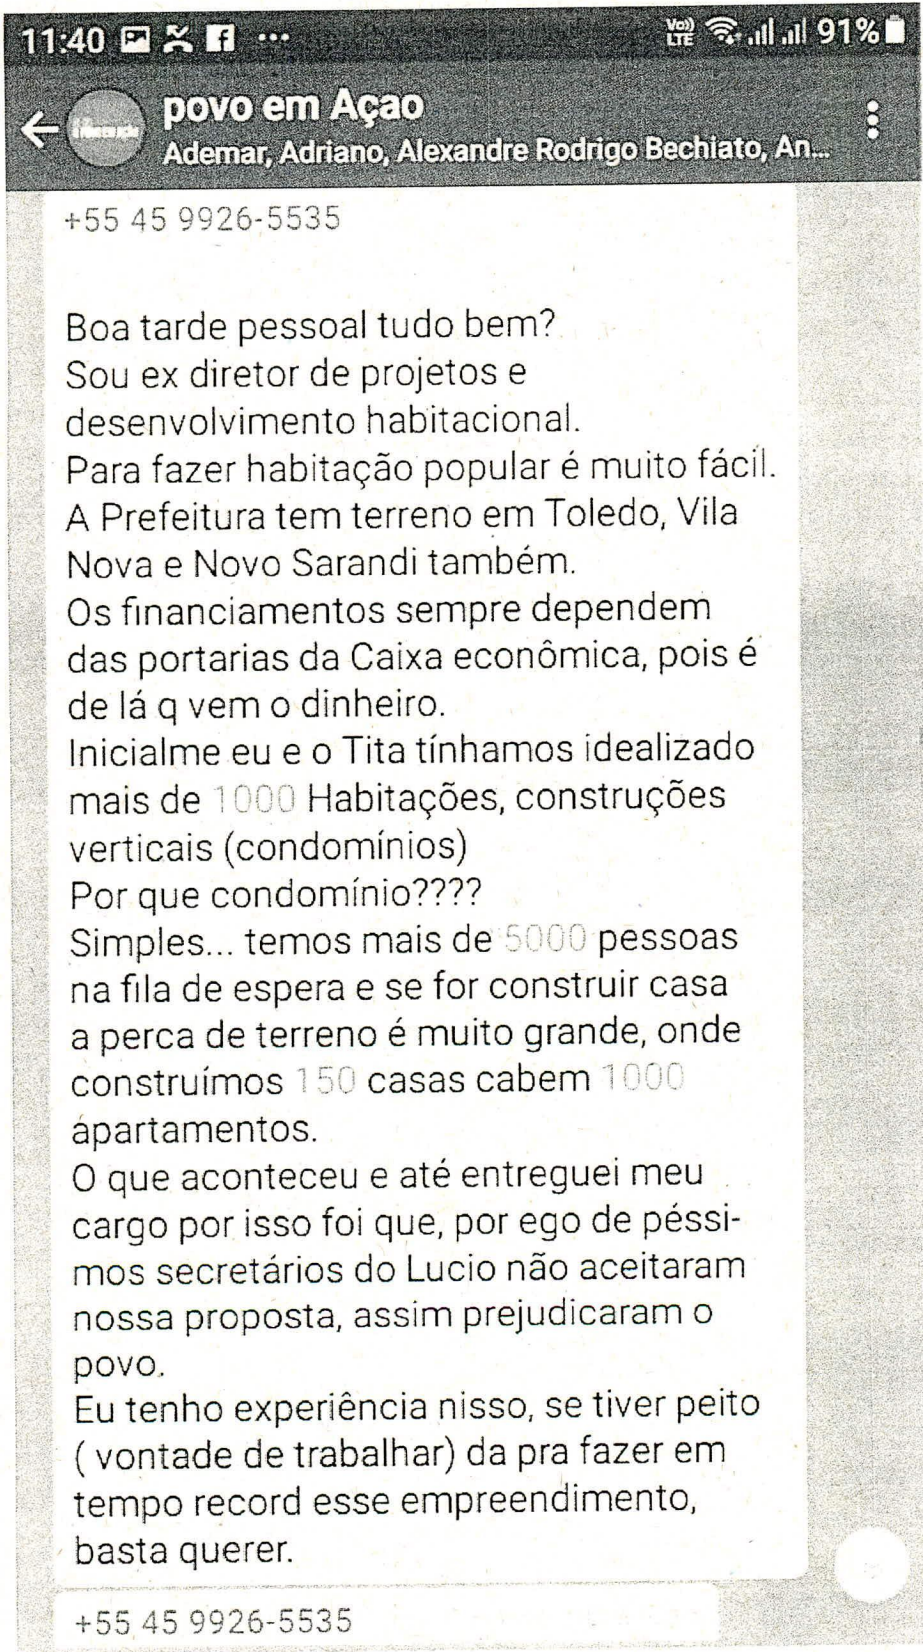 11:40 ... Vo)) LTE 91%
povo em Açao
Ademar, Adriano, Alexandre Rodrigo Bechiato, An...
+55 45 9926-5535
Boa tarde pessoal tudo bem?
Sou ex diretor de projetos e
desenvolvimento habitacional.
Para fazer habitação popular é muito fácil.
A Prefeitura tem terreno em Toledo, Vila
Nova e Novo Sarandi também.
Os financiamentos sempre dependem
das portarias da Caixa econômica, pois é
de lá q vem o dinheiro.
Inicialme eu e o Tita tínhamos idealizado
mais de 1000 Habitações, construções
verticais (condomínios)
Por que condomínio????
Simples... temos mais de 5000 pessoas
na fila de espera e se for construir casa
a perca de terreno é muito grande, onde
construímos 150 casas cabem 1000
apartamentos.
O que aconteceu e até entreguei meu
cargo por isso foi que, por ego de péssi-
mos secretários do Lucio não aceitaram
nossa proposta, assim prejudicaram o
povo.
Eu tenho experiência nisso, se tiver peito
( vontade de trabalhar) da pra fazer em
tempo record esse empreendimento,
basta querer.
+55 45 9926-5535